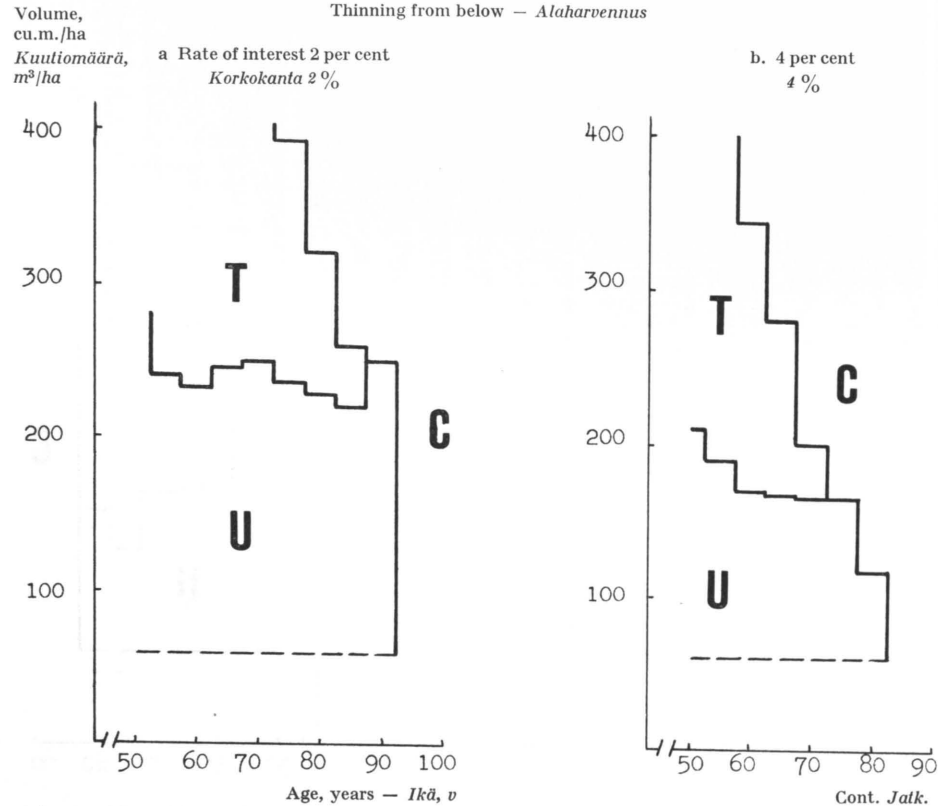 Thinning from below — Alaharvennus
Volume,
cu.m./ha
Kuutiomäärä,
m³/ha
a Rate of interest 2 per cent
Korkokanta 2 %
b. 4 per cent
4 %
400
300
200
100
0
T
U
C
50 60 70 80 90 100
Age, years — Ikä, v
400
300
200
100
0
T
C
U
50 60 70 80 90
Cont. Jatk.